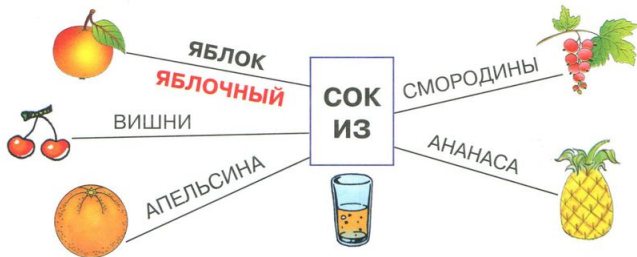 ЯБЛОК
ЯБЛОЧНЫЙ
ВИШНИ
АПЕЛЬСИНА
СОК
ИЗ
СМОРОДИНЫ
АНАНАСА